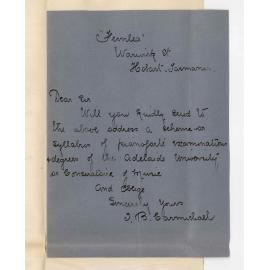 "Fernlea"
Warwick St
Hobart. Tasmania
Dear Sir
Will you kindly send to
the above address a scheme or
syllabus of pianoforte examinations
degrees of the Adelaide University
or Conservatoire of Music
And Oblige
Sincerely Yours
J. B. Carmichael